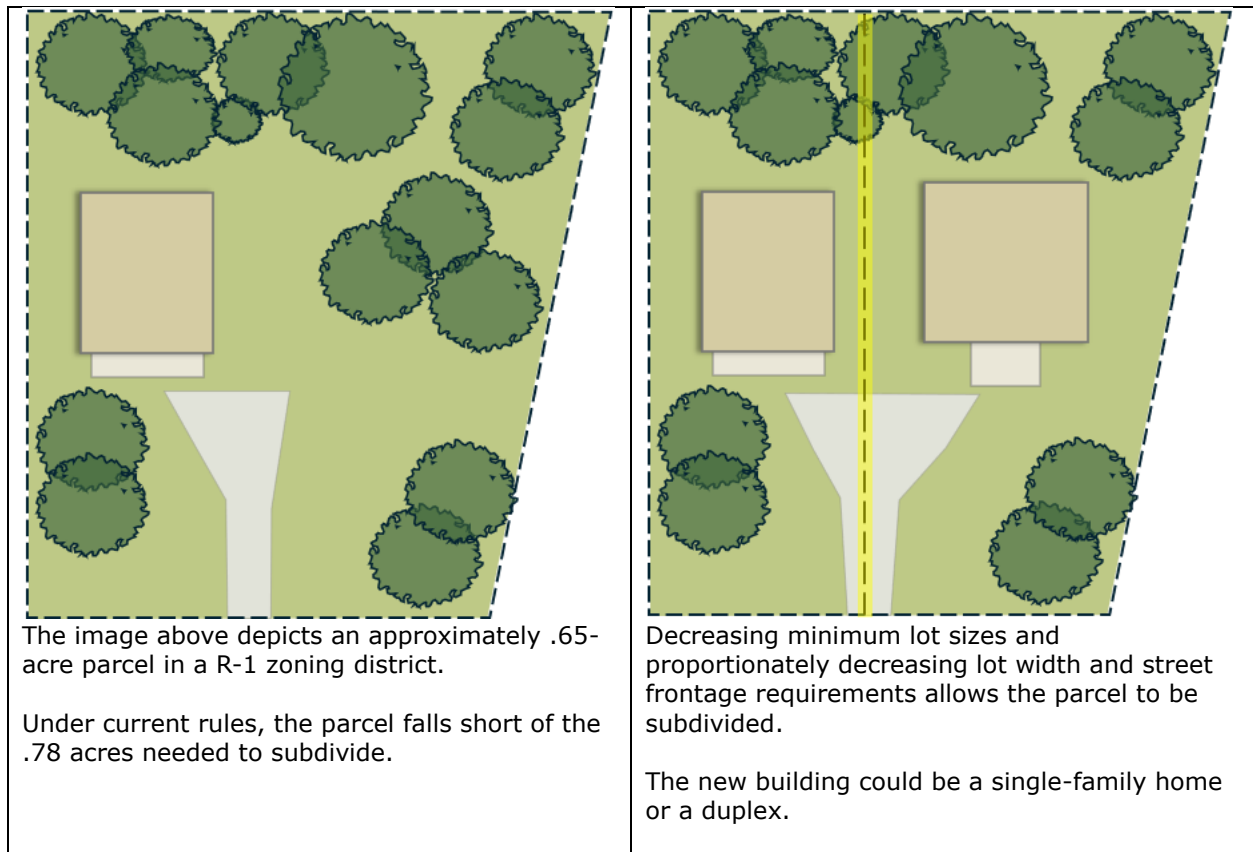 The image above depicts an approximately .65-
acre parcel in a R-1 zoning district.
Under current rules, the parcel falls short of the
.78 acres needed to subdivide.
Decreasing minimum lot sizes and
proportionately decreasing lot width and street
frontage requirements allows the parcel to be
subdivided.
The new building could be a single-family home
or a duplex.